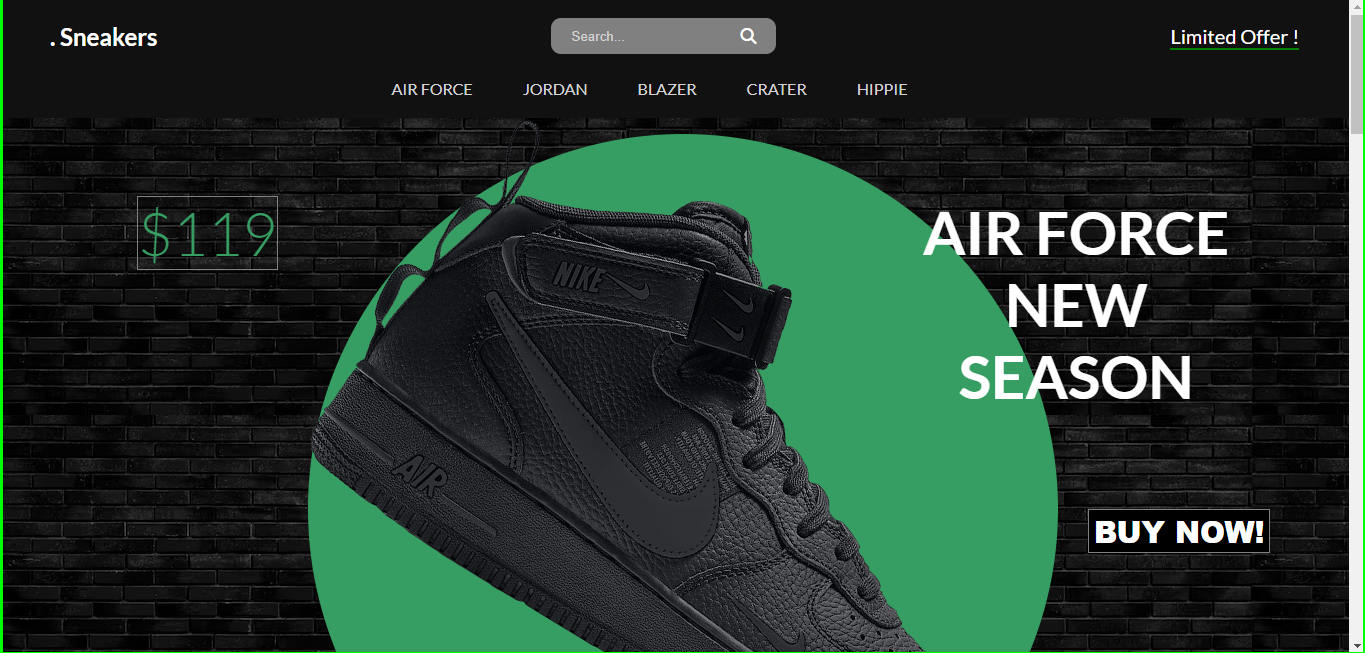 . Sneakers
Search...
Limited Offer !
AIR FORCE
JORDAN
BLAZER
CRATER
HIPPIE
$119
AIR FORCE
NEW
SEASON
NIKE
AIR
BUY NOW!